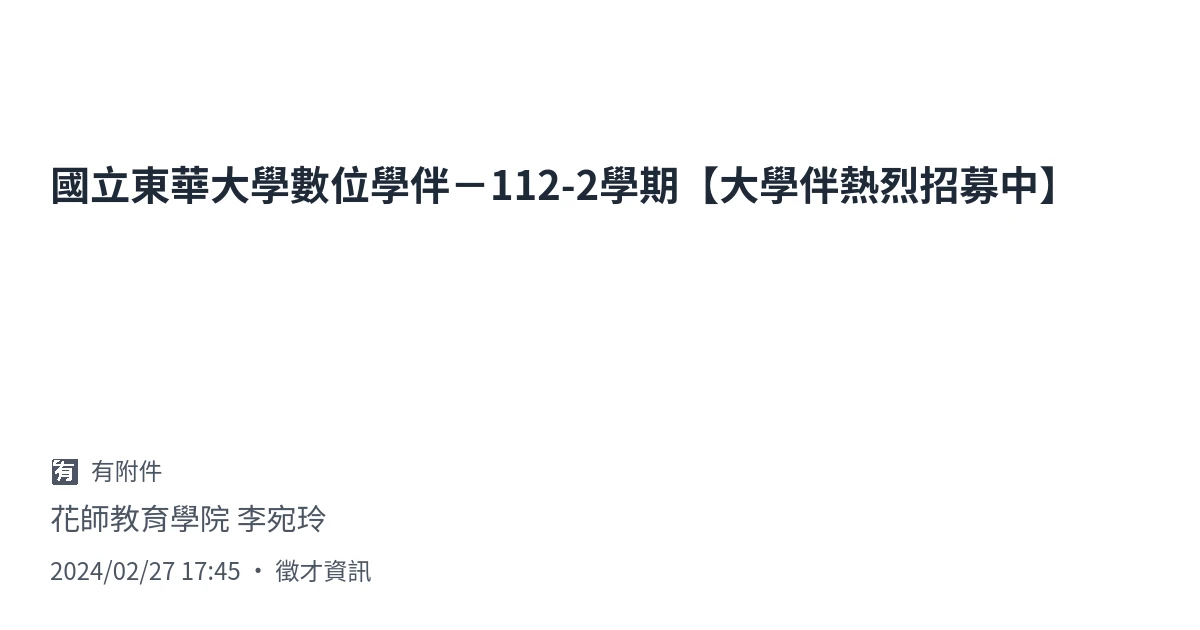 國立東華大學數位學伴－112-2學期【大學伴熱烈招募中】
有 有附件
花師教育學院 李宛玲
2024/02/27 17:45 ・ 徵才資訊